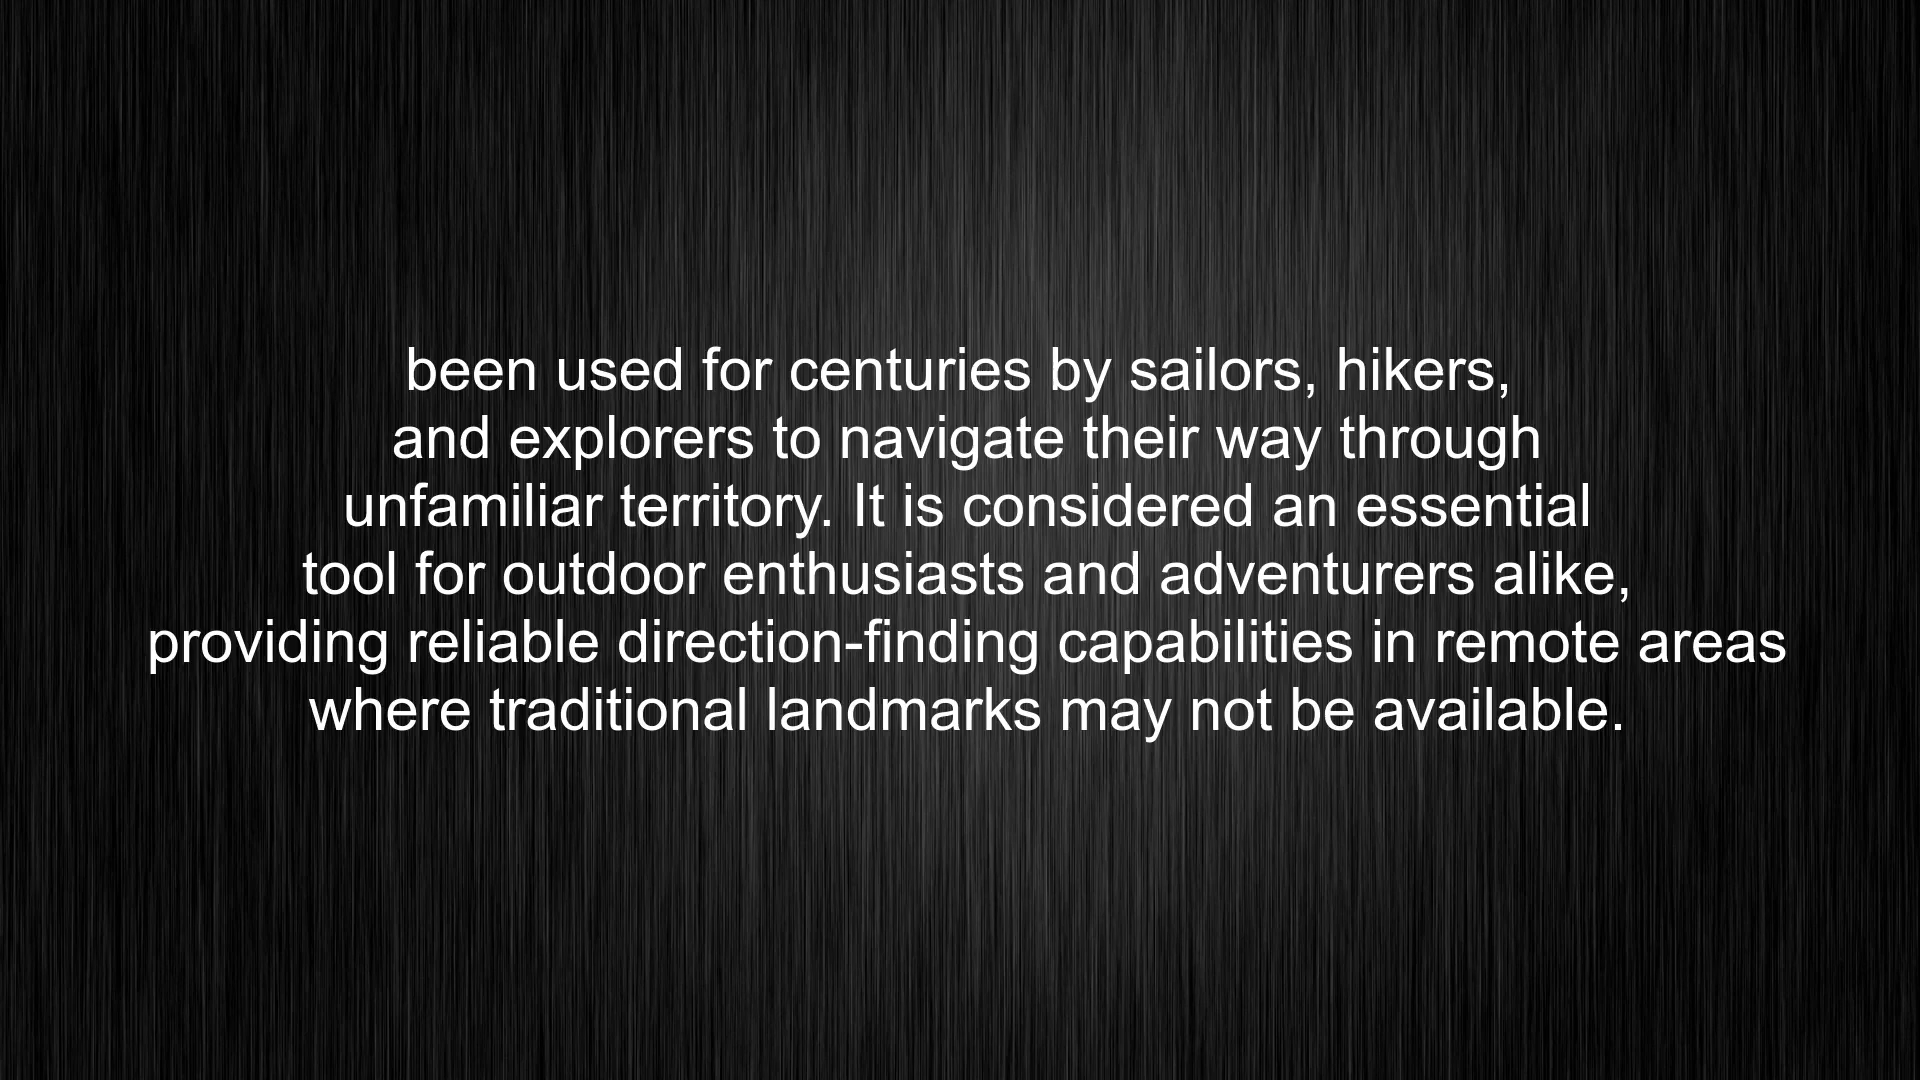 been used for centuries by sailors, hikers,
and explorers to navigate their way through
unfamiliar territory. It is considered an essential
tool for outdoor enthusiasts and adventurers alike,
providing reliable direction-finding capabilities in remote areas
where traditional landmarks may not be available.